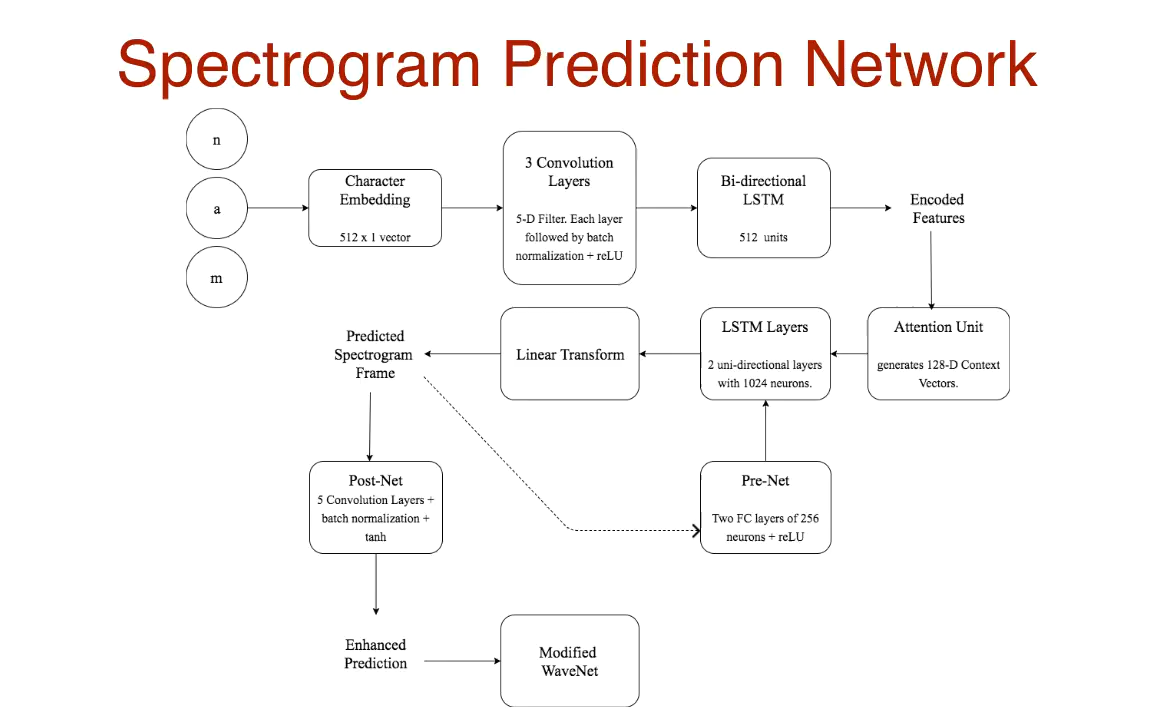 Spectrogram Prediction Network
n
a
m
Character
Embedding
512 x 1 vector
3 Convolution
Layers
5-D Filter. Each layer
followed by batch
normalization + reLU
Bi-directional
LSTM
512 units
Encoded
Features
Attention Unit
generates 128-D Context
Vectors.
LSTM Layers
2 uni-directional layers
with 1024 neurons.
Linear Transform
Predicted
Spectrogram
Frame
Post-Net
5 Convolution Layers +
batch normalization +
tanh
Pre-Net
Two FC layers of 256
neurons + reLU
Enhanced
Prediction
Modified
WaveNet